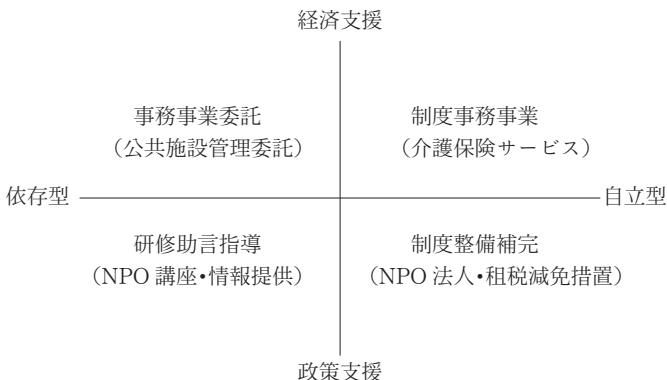 経済支援
事務事業委託
（公共施設管理委託）
制度事務事業
（介護保険サービス）
依存型
自立型
研修助言指導
（NPO 講座・情報提供）
制度整備補完
（NPO 法人・租税減免措置）
政策支援